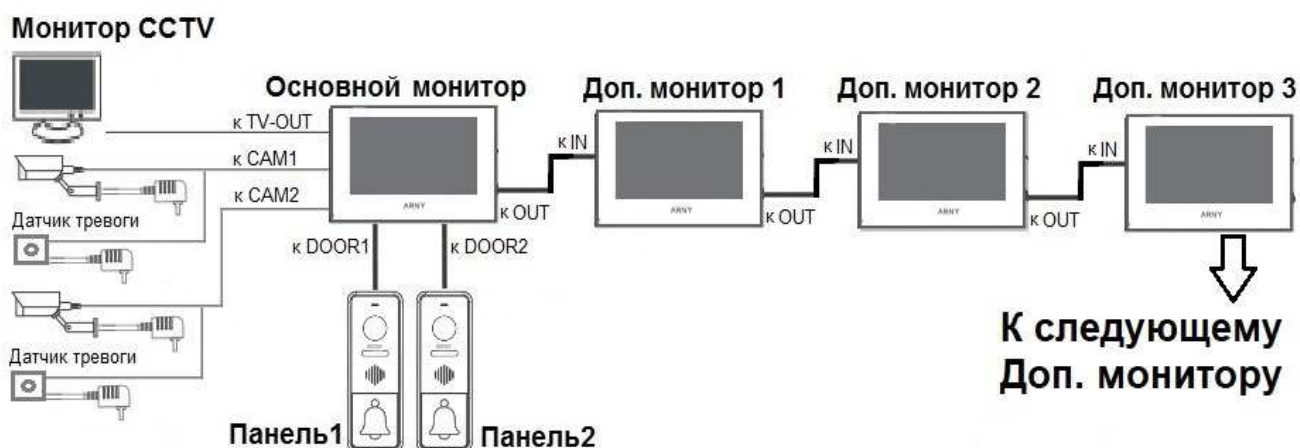 Монитор CCTV
Основной монитор
Доп. монитор 1
Доп. монитор 2
Доп. монитор 3
к TV-OUT
к CAM1
к CAM2
к IN
к IN
к IN
ARNY
ARNY
ARNY
ARNY
к OUT
к OUT
к OUT
Датчик тревоги
к DOOR1
к DOOR2
Датчик тревоги
К следующему
Доп. монитору
Панель1
Панель2